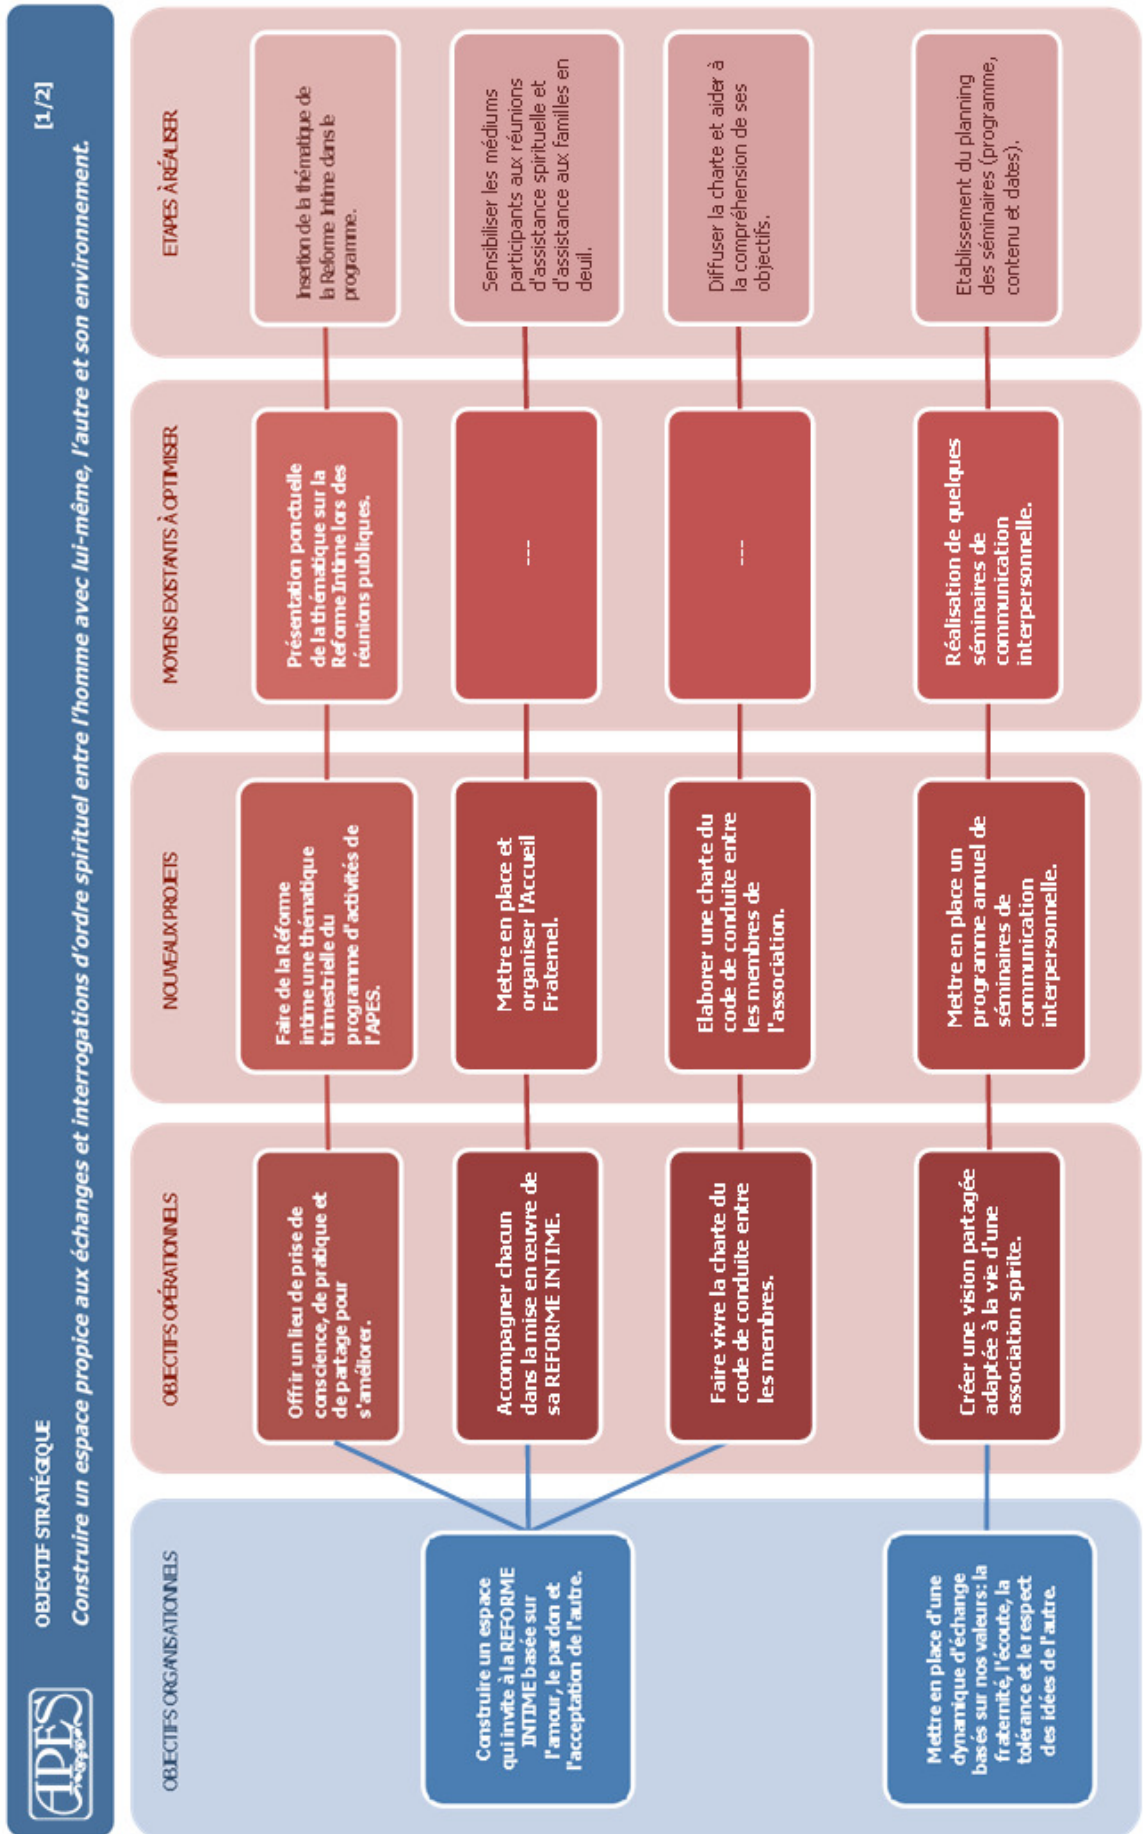 APES
OBJECTIF STRATÉGIQUE
[1/2]
Construire un espace propice aux échanges et interrogations d'ordre spirituel entre l'homme avec lui-même, l'autre et son environnement.
OBJECTIFS ORGANISATIONNELS
Construire un espace
qui invite à la REFORME
INTIME basée sur
l'amour, le pardon et
l'acceptation de l'autre.
Mettre en place d'une
dynamique d'échange
basés sur nos valeurs: la
fraternité, l'écoute, la
tolérance et le respect
des idées de l'autre.
OBJECTIFS OPÉRATIONNELS
Offrir un lieu de prise de
conscience, de pratique et
de partage pour
s'améliorer.
Accompagner chacun
dans la mise en œuvre de
sa REFORME INTIME.
Faire vivre la charte du
code de conduite entre
les membres.
Créer une vision partagée
adaptée à la vie d'une
association spirite.
NOUVEAUX PROJETS
Faire de la Réforme
intime une thématique
trimestrielle du
programme d'activités de
l'APES.
Mettre en place et
organiser l'Accueil
Fraternel.
Elaborer une charte du
code de conduite entre
les membres de
l'association.
Mettre en place un
programme annuel de
séminaires de
communication
interpersonnelle.
MOYENS EXISTANTS À OPTIMISER
Présentation ponctuelle
de la thématique sur la
Reforme Intime lors des
réunions publiques.
---
---
Réalisation de quelques
séminaires de
communication
interpersonnelle.
ETAPES À RÉALISER
Insertion de la thématique de
la Reforme Intime dans le
programme.
Sensibiliser les médiums
participants aux réunions
d'assistance spirituelle et
d'assistance aux familles en
deuil.
Diffuser la charte et aider à
la compréhension de ses
objectifs.
Etablissement du planning
des séminaires (programme,
contenu et dates).